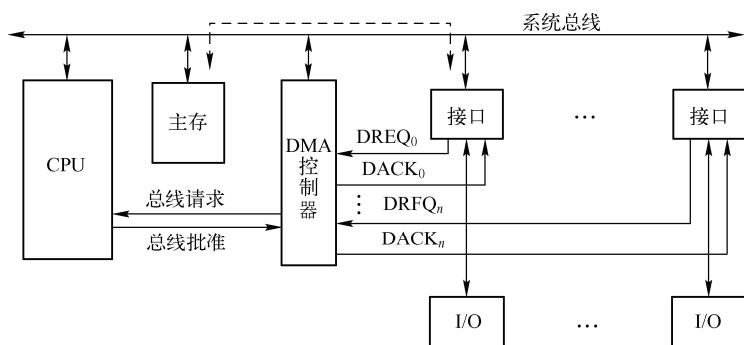 系统总线
CPU
主存
DMA
控
制
器
接口
…
接口
DREQ0
DACK0
⋮
DRFQn
DACKn
总线请求
总线批准
I/O
…
I/O